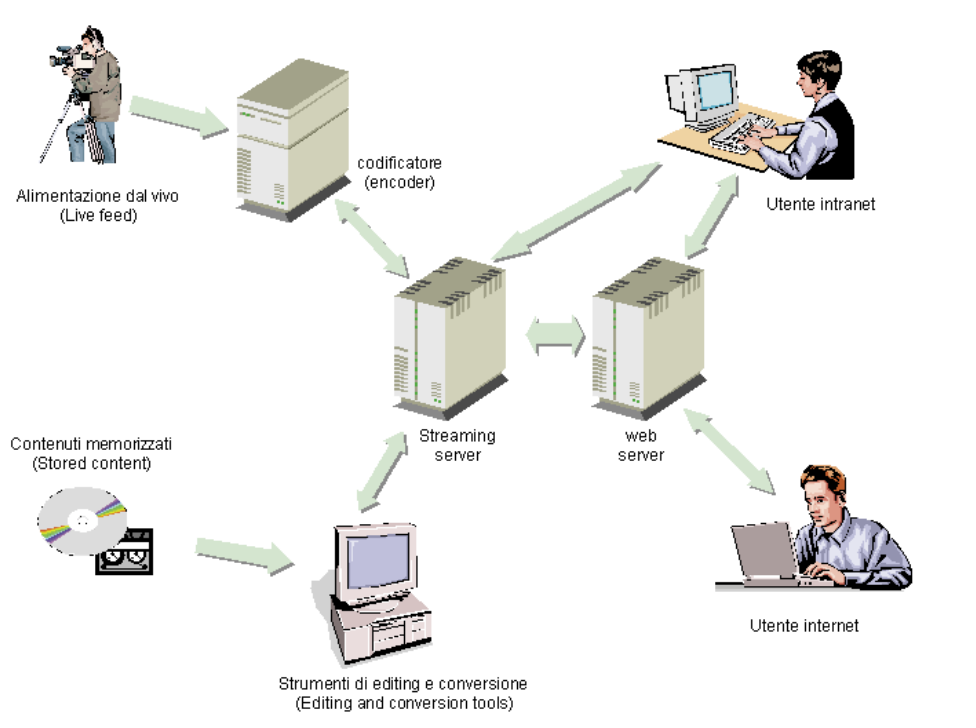 Alimentazione dal vivo
(Live feed)
codificatore
(encoder)
Utente intranet
Streaming
server
web
server
Contenuti memorizzati
(Stored content)
Utente internet
Strumenti di editing e conversione
(Editing and conversion tools)